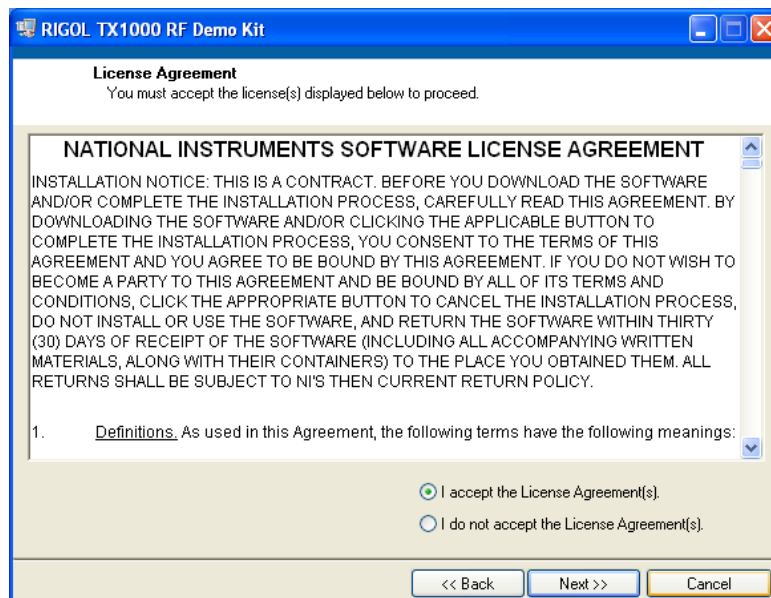 RIGOL TX1000 RF Demo Kit
License Agreement
You must accept the license(s) displayed below to proceed.
NATIONAL INSTRUMENTS SOFTWARE LICENSE AGREEMENT
INSTALLATION NOTICE: THIS IS A CONTRACT. BEFORE YOU DOWNLOAD THE SOFTWARE
AND/OR COMPLETE THE INSTALLATION PROCESS, CAREFULLY READ THIS AGREEMENT. BY
DOWNLOADING THE SOFTWARE AND/OR CLICKING THE APPLICABLE BUTTON TO
COMPLETE THE INSTALLATION PROCESS, YOU CONSENT TO THE TERMS OF THIS
AGREEMENT AND YOU AGREE TO BE BOUND BY THIS AGREEMENT. IF YOU DO NOT WISH TO
BECOME A PARTY TO THIS AGREEMENT AND BE BOUND BY ALL OF ITS TERMS AND
CONDITIONS, CLICK THE APPROPRIATE BUTTON TO CANCEL THE INSTALLATION PROCESS,
DO NOT INSTALL OR USE THE SOFTWARE, AND RETURN THE SOFTWARE WITHIN THIRTY
(30) DAYS OF RECEIPT OF THE SOFTWARE (INCLUDING ALL ACCOMPANYING WRITTEN
MATERIALS, ALONG WITH THEIR CONTAINERS) TO THE PLACE YOU OBTAINED THEM. ALL
RETURNS SHALL BE SUBJECT TO NI'S THEN CURRENT RETURN POLICY.
1. Definitions. As used in this Agreement, the following terms have the following meanings:
I accept the License Agreement(s).
I do not accept the License Agreement(s).
<< Back Next >> Cancel